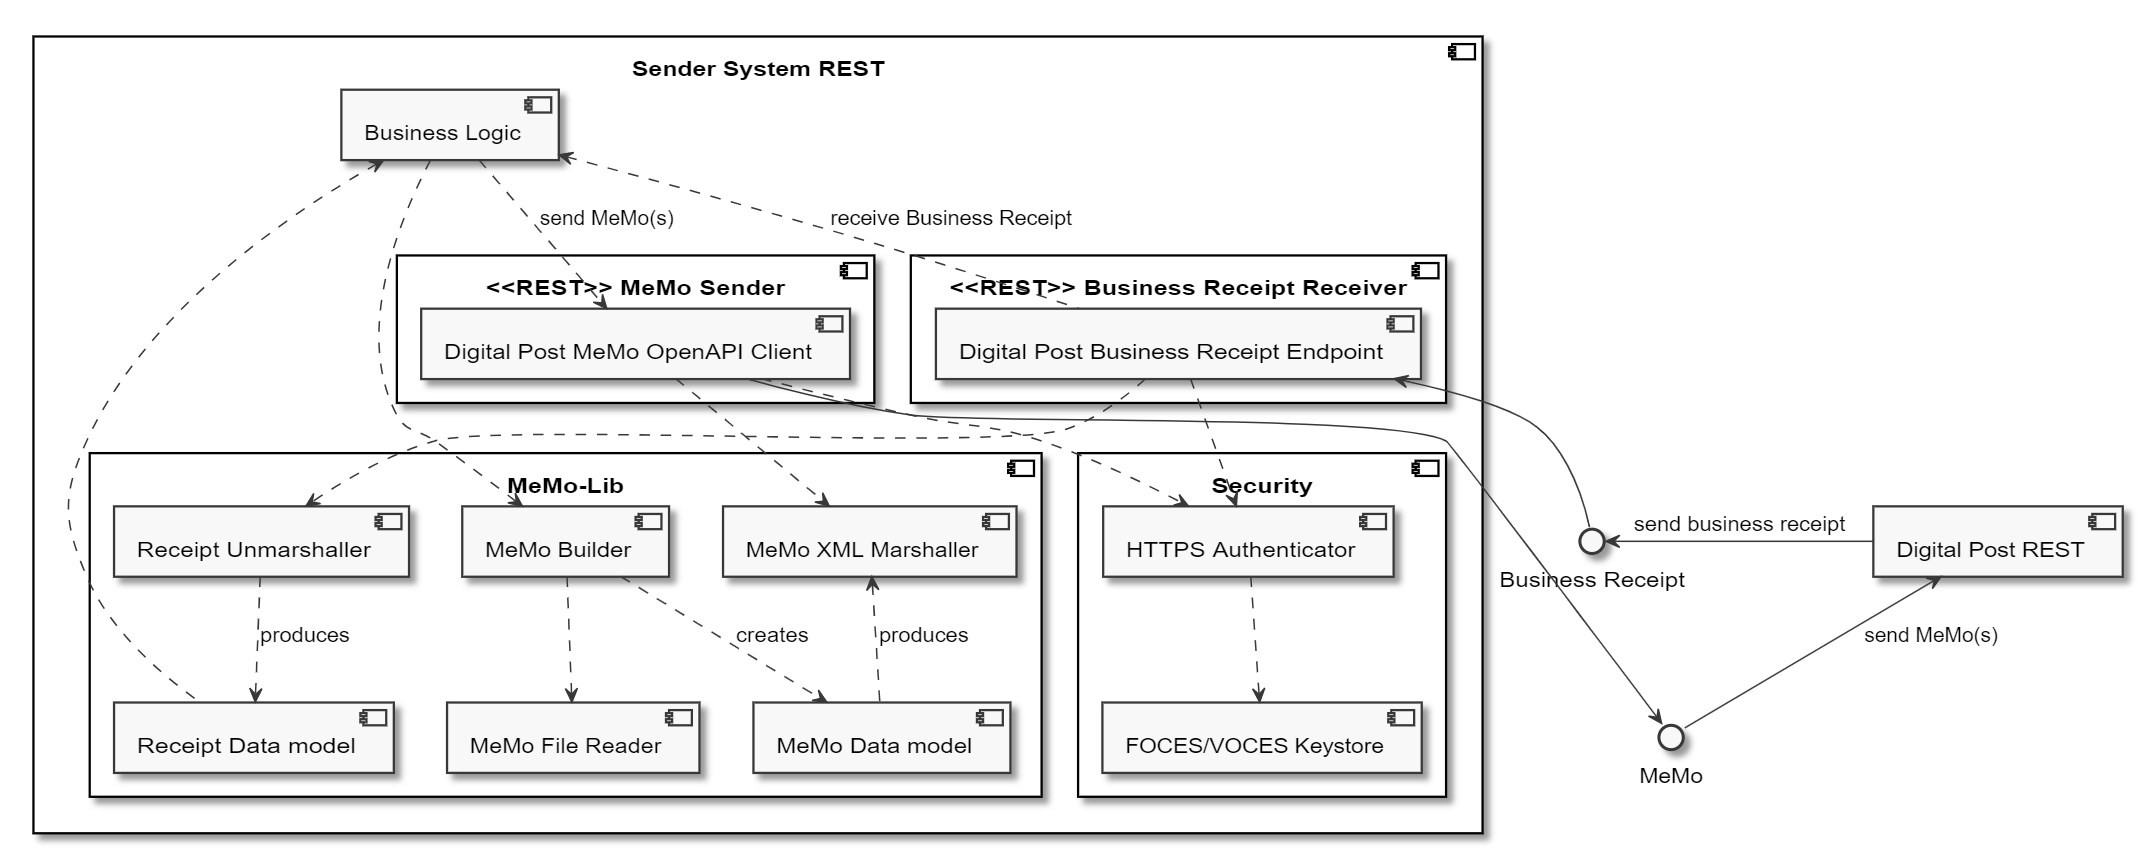 Sender System REST
Business Logic
send MeMo(s)
receive Business Receipt
<<REST>> MeMo Sender
<<REST>> Business Receipt Receiver
Digital Post MeMo OpenAPI Client
Digital Post Business Receipt Endpoint
MeMo-Lib
Security
Receipt Unmarshaller
MeMo Builder
MeMo XML Marshaller
HTTPS Authenticator
send business receipt
Digital Post REST
Business Receipt
produces
creates
produces
send MeMo(s)
Receipt Data model
MeMo File Reader
MeMo Data model
FOCES/VOCES Keystore
MeMo